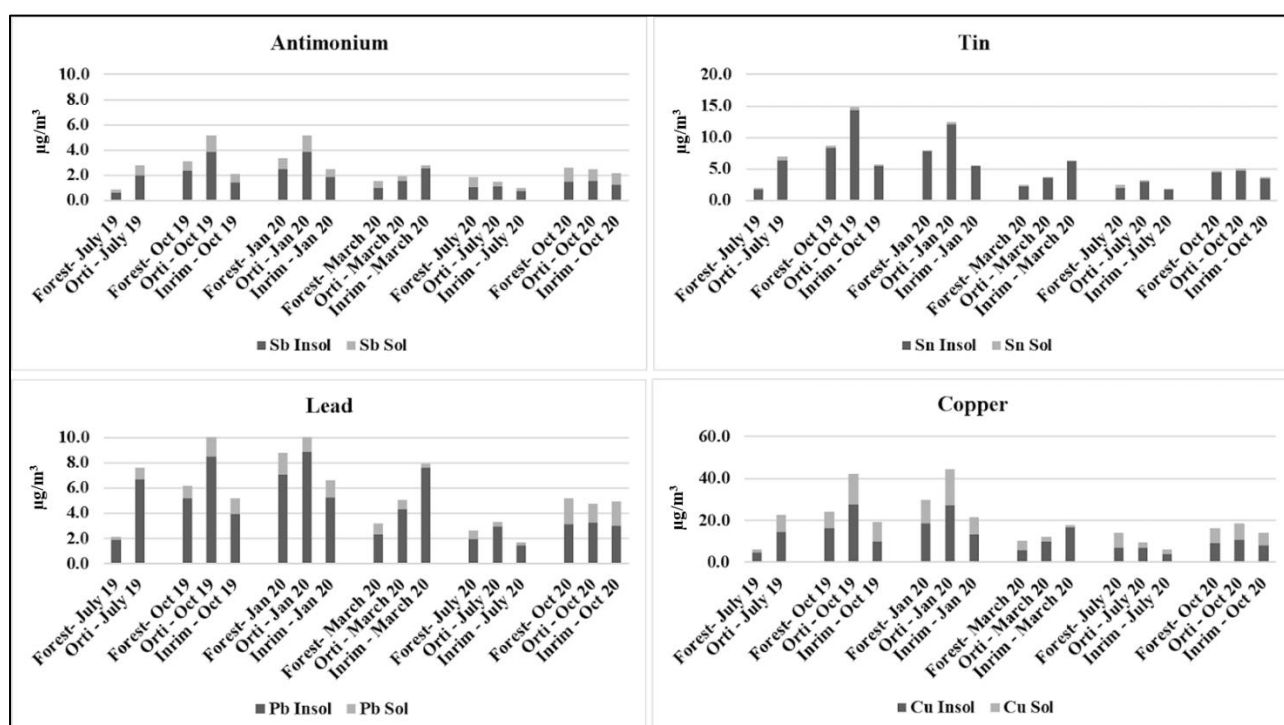 Antimonium
µg/m³
10.0
8.0
6.0
4.0
2.0
0.0
Forest- July 19
Orti - July 19
Forest- Oct 19
Orti - Oct 19
Inrim - Oct 19
Forest- Jan 20
Orti - Jan 20
Inrim - Jan 20
Forest- March 20
Orti - March 20
Inrim - March 20
Forest- July 20
Orti - July 20
Inrim - July 20
Forest- Oct 20
Orti - Oct 20
Inrim - Oct 20
Sb Insol Sb Sol
Tin
µg/m³
20.0
15.0
10.0
5.0
0.0
Forest- July 19
Orti - July 19
Forest- Oct 19
Orti - Oct 19
Inrim - Oct 19
Forest- Jan 20
Orti - Jan 20
Inrim - Jan 20
Forest- March 20
Orti - March 20
Inrim - March 20
Forest- July 20
Orti - July 20
Inrim - July 20
Forest- Oct 20
Orti - Oct 20
Inrim - Oct 20
Sn Insol Sn Sol
Lead
µg/m³
10.0
8.0
6.0
4.0
2.0
0.0
Forest- July 19
Orti - July 19
Forest- Oct 19
Orti - Oct 19
Inrim - Oct 19
Forest- Jan 20
Orti - Jan 20
Inrim - Jan 20
Forest- March 20
Orti - March 20
Inrim - March 20
Forest- July 20
Orti - July 20
Inrim - July 20
Forest- Oct 20
Orti - Oct 20
Inrim - Oct 20
Pb Insol Pb Sol
Copper
µg/m³
60.0
40.0
20.0
0.0
Forest- July 19
Orti - July 19
Forest- Oct 19
Orti - Oct 19
Inrim - Oct 19
Forest- Jan 20
Orti - Jan 20
Inrim - Jan 20
Forest- March 20
Orti - March 20
Inrim - March 20
Forest- July 20
Orti - July 20
Inrim - July 20
Forest- Oct 20
Orti - Oct 20
Inrim - Oct 20
Cu Insol Cu Sol